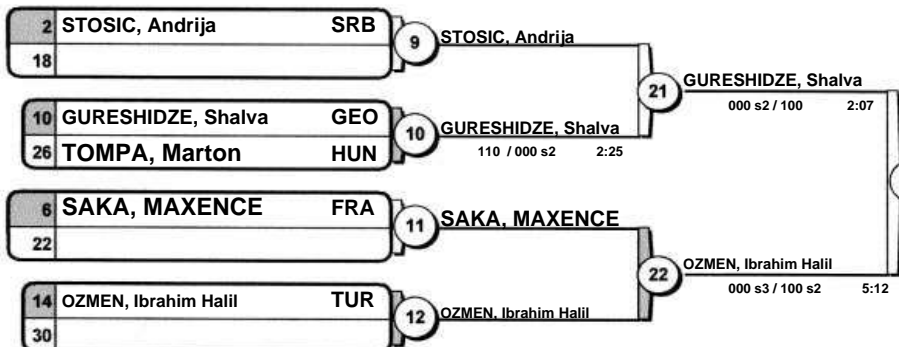 2 STOSIC, Andrija SRB
18
9 STOSIC, Andrija
10 GURESHIDZE, Shalva GEO
26 TOMPA, Marton HUN
10 GURESHIDZE, Shalva
110 / 000 s2 2:25
21 GURESHIDZE, Shalva
000 s2 / 100 2:07
6 SAKA, MAXENCE FRA
22
11 SAKA, MAXENCE
14 OZMEN, Ibrahim Halil TUR
30
12 OZMEN, Ibrahim Halil
22 OZMEN, Ibrahim Halil
000 s3 / 100 s2 5:12